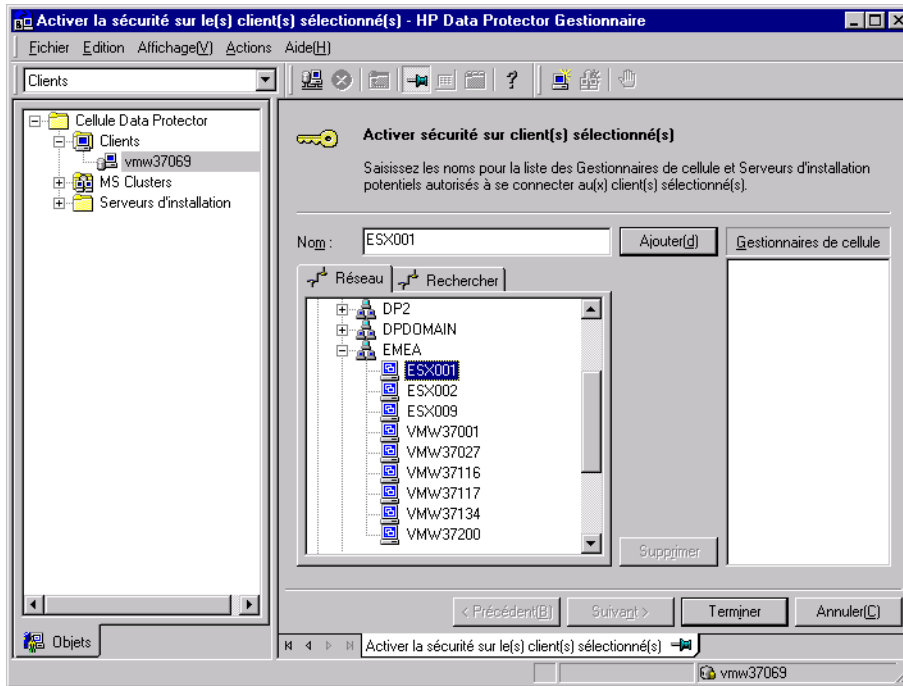 Activer la sécurité sur le(s) client(s) sélectionné(s) - HP Data Protector Gestionnaire
Fichier Edition Affichage(V) Actions Aide(H)
Clients
Cellule Data Protector
Clients
vmw37069
MS Clusters
Serveurs d'installation
Activer sécurité sur client(s) sélectionné(s)
Saisissez les noms pour la liste des Gestionnaires de cellule et Serveurs d'installation
potentiels autorisés à se connecter au(x) client(s) sélectionné(s).
Nom : ESX001 Ajouter(d) Gestionnaires de cellule
Réseau Rechercher
DP2
DPDOMAIN
EMEA
ESX001
ESX002
ESX009
VMW37001
VMW37027
VMW37116
VMW37117
VMW37134
VMW37200
Supprimer
< Précédent(B) Suivant > Terminer Annuler(C)
Objets
Activer la sécurité sur le(s) client(s) sélectionné(s)
vmw37069